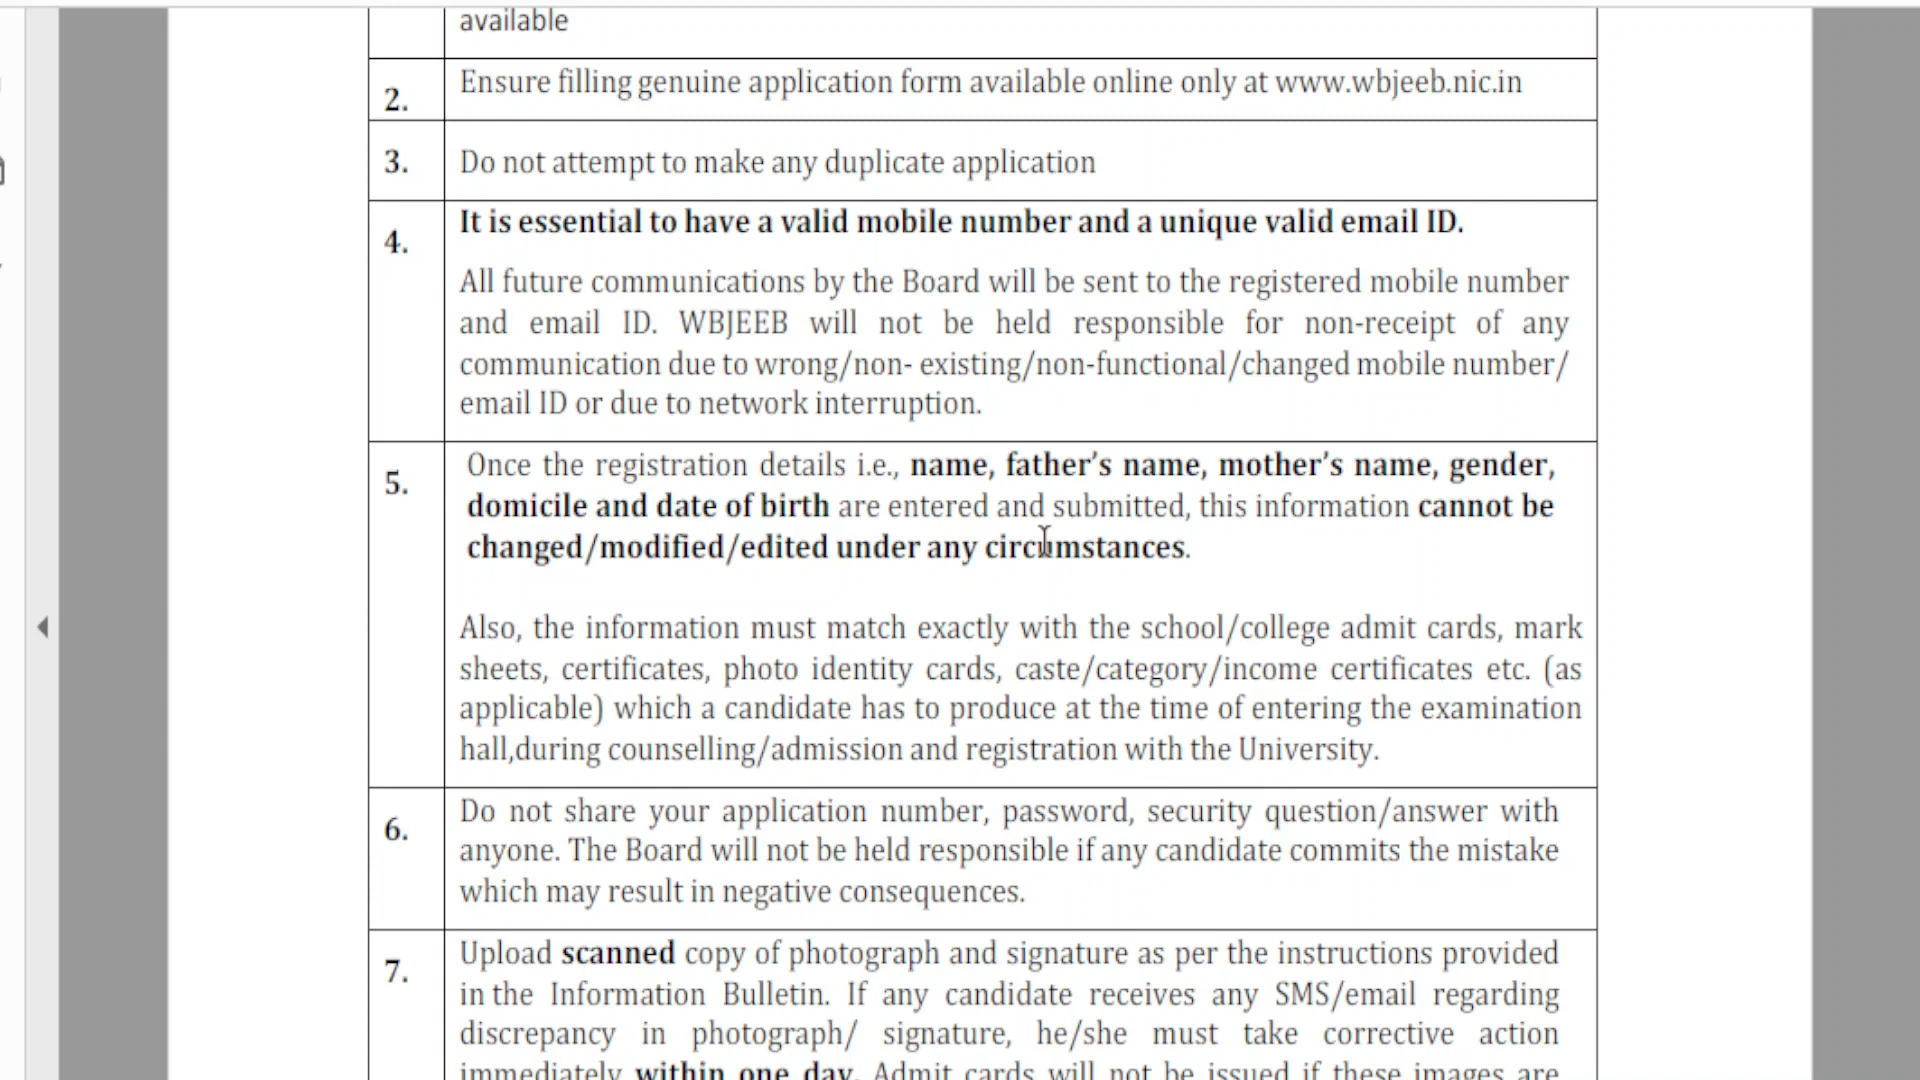 available
2. Ensure filling genuine application form available online only at www.wbjeeb.nic.in
3. Do not attempt to make any duplicate application
4. It is essential to have a valid mobile number and a unique valid email ID.
All future communications by the Board will be sent to the registered mobile number
and email ID. WBJEEB will not be held responsible for non-receipt of any
communication due to wrong/non- existing/non-functional/changed mobile number/
email ID or due to network interruption.
5. Once the registration details i.e., name, father's name, mother's name, gender,
domicile and date of birth are entered and submitted, this information cannot be
changed/modified/edited under any circumstances.
Also, the information must match exactly with the school/college admit cards, mark
sheets, certificates, photo identity cards, caste/category/income certificates etc. (as
applicable) which a candidate has to produce at the time of entering the examination
hall,during counselling/admission and registration with the University.
6. Do not share your application number, password, security question/answer with
anyone. The Board will not be held responsible if any candidate commits the mistake
which may result in negative consequences.
7. Upload scanned copy of photograph and signature as per the instructions provided
in the Information Bulletin. If any candidate receives any SMS/email regarding
discrepancy in photograph/ signature, he/she must take corrective action
immediately within one day. Admit cards will not be issued if these images are